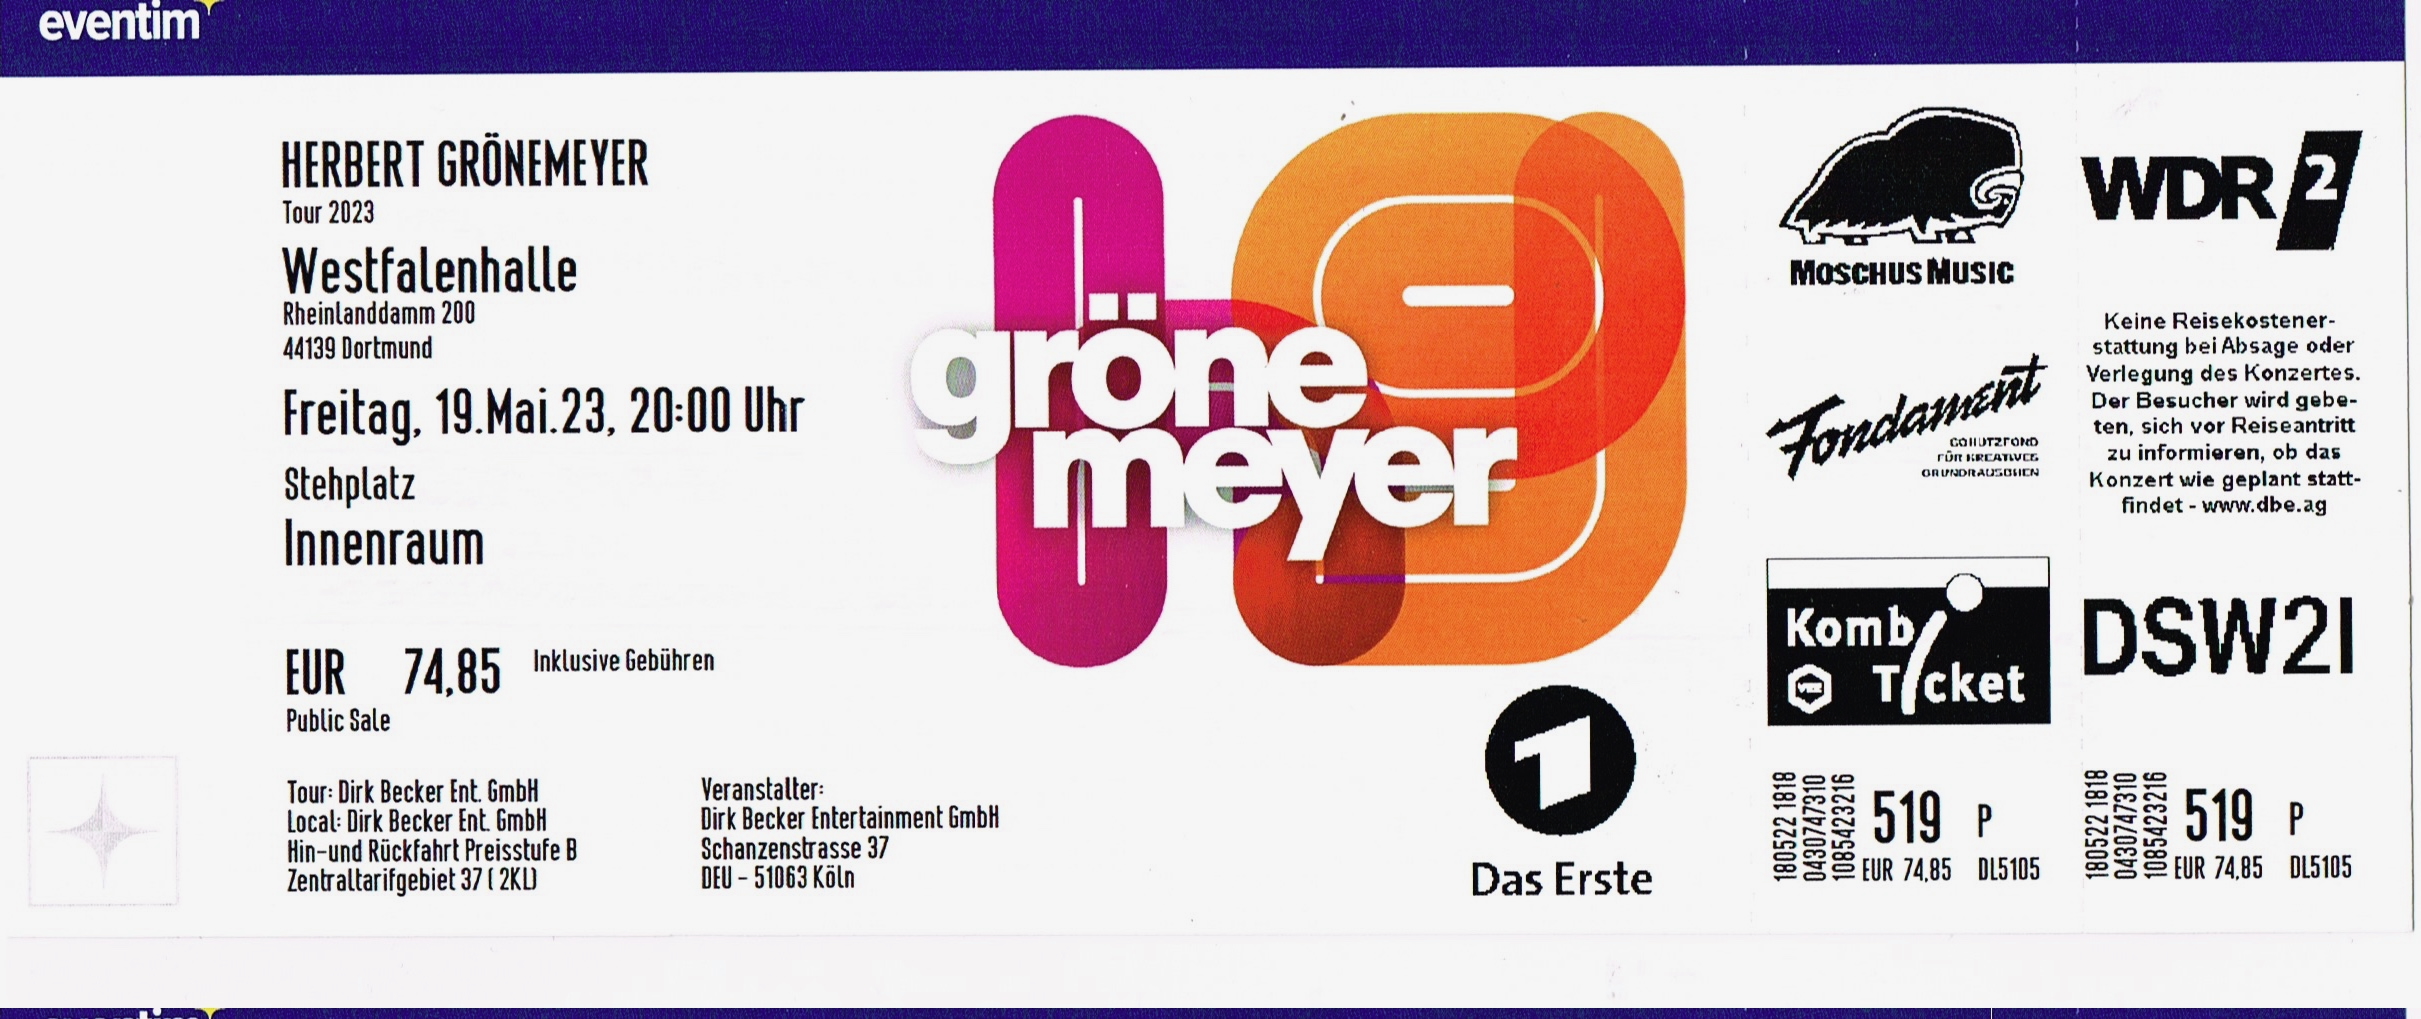 eventim
HERBERT GRÖNEMEYER
Tour 2023
Westfalenhalle
Rheinlanddamm 200
44139 Dortmund
Freitag, 19.Mai.23, 20:00 Uhr
Stehplatz
Innenraum
EUR 74,85 Inklusive Gebühren
Public Sale
Tour: Dirk Becker Ent. GmbH
Local: Dirk Becker Ent. GmbH
Hin-und Rückfahrt Preisstufe B
Zentraltarifgebiet 37 ( 2KL)
Veranstalter:
Dirk Becker Entertainment GmbH
Schanzenstrasse 37
DEU - 51063 Köln
gröne
meyer
Das Erste
MOSCHUS MUSIC
Fondament
FÜR KREATIVES
Komb/
T/cket
180522 1818
0430747310
1085423216
519 P
EUR 74,85 DL5105
WDR 2
Keine Reisekostener-
stattung bei Absage oder
Verlegung des Konzertes.
Der Besucher wird gebe-
ten, sich vor Reiseantritt
zu informieren, ob das
Konzert wie geplant statt-
findet - www.dbe.ag
DSW21
180522 1818
0430747310
1085423216
519 P
EUR 74,85 DL5105